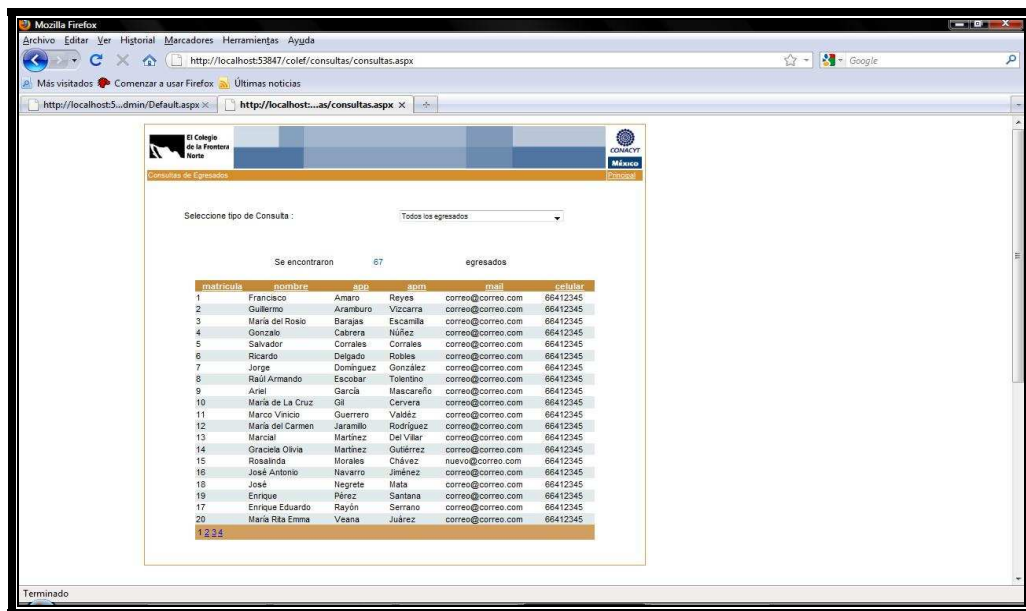 Mozilla Firefox
Archivo Editar Ver Historial Marcadores Herramientas Ayuda
http://localhost:53847/colef/consultas/consultas.aspx
Google
Más visitados Comenzar a usar Firefox Últimas noticias
http://localhost:5...dmin/Default.aspx
http://localhost:...as/consultas.aspx
El Colegio
de la Frontera
Norte
CONACYT
México
Consultas de Egresados
Principal
Seleccione tipo de Consulta :
Todos los egresados
Se encontraron 67 egresados
matricula nombre app apm mail celular
1 Francisco Amaro Reyes correo@correo.com 66412345
2 Guillermo Aramburo Vizcarra correo@correo.com 66412345
3 María del Rosio Barajas Escamilla correo@correo.com 66412345
4 Gonzalo Cabrera Núñez correo@correo.com 66412345
5 Salvador Corrales Corrales correo@correo.com 66412345
6 Ricardo Delgado Robles correo@correo.com 66412345
7 Jorge Domínguez González correo@correo.com 66412345
8 Raúl Armando Escobar Tolentino correo@correo.com 66412345
9 Ariel García Mascareño correo@correo.com 66412345
10 María de La Cruz Gil Cervera correo@correo.com 66412345
11 Marco Vinicio Guerrero Valdéz correo@correo.com 66412345
12 María del Carmen Jaramillo Rodríguez correo@correo.com 66412345
13 Marcial Martínez Del Villar correo@correo.com 66412345
14 Graciela Olivia Martínez Gutiérrez correo@correo.com 66412345
15 Rosalinda Morales Chávez nuevo@correo.com 66412345
16 José Antonio Navarro Jiménez correo@correo.com 66412345
18 José Negrete Mata correo@correo.com 66412345
19 Enrique Pérez Santana correo@correo.com 66412345
17 Enrique Eduardo Rayón Serrano correo@correo.com 66412345
20 María Rita Emma Veana Juárez correo@correo.com 66412345
1 2 3 4
Terminado